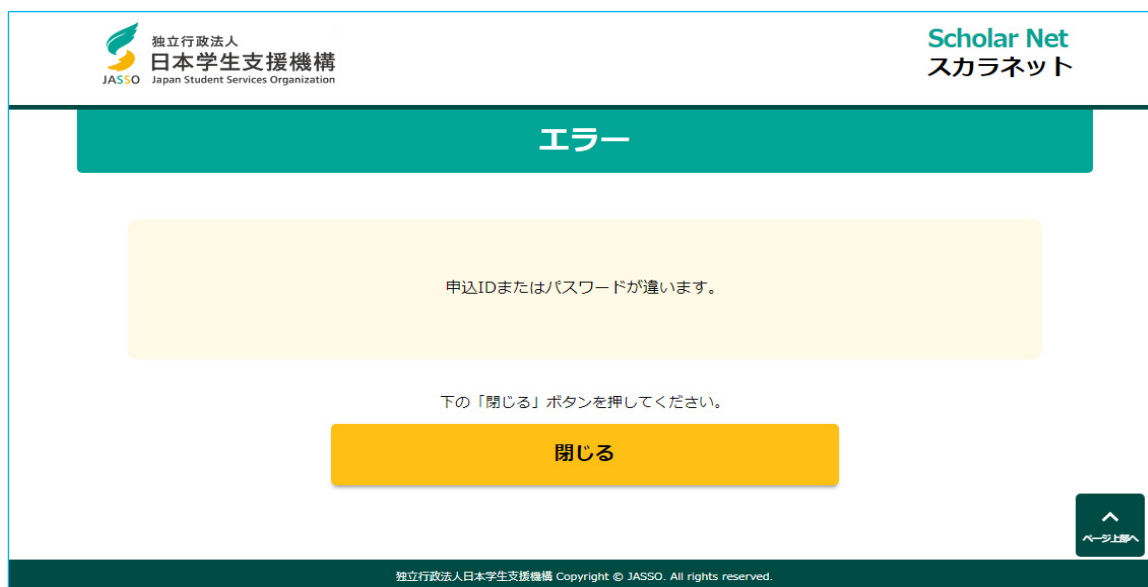 独立行政法人
日本学生支援機構
JASSO Japan Student Services Organization
Scholar Net
スカラネット
エラー
申込IDまたはパスワードが違います。
下の「閉じる」ボタンを押してください。
閉じる
ページ上部へ
独立行政法人日本学生支援機構 Copyright © JASSO. All rights reserved.